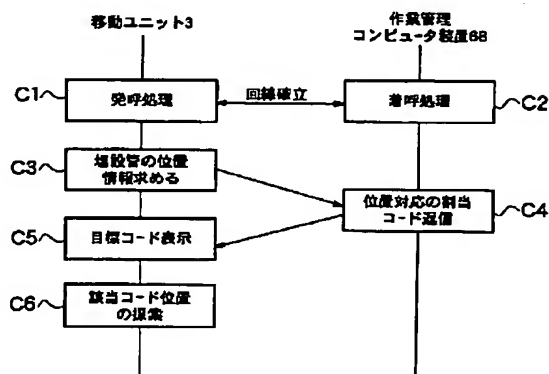 移動ユニット3
作業管理
コンピュータ装置68
C1
発呼処理
回線確立
着呼処理
C2
C3
埋設管の位置
情報求める
位置対応の割当
コード返信
C4
C5
目標コード表示
C6
該当コード位置
の探索